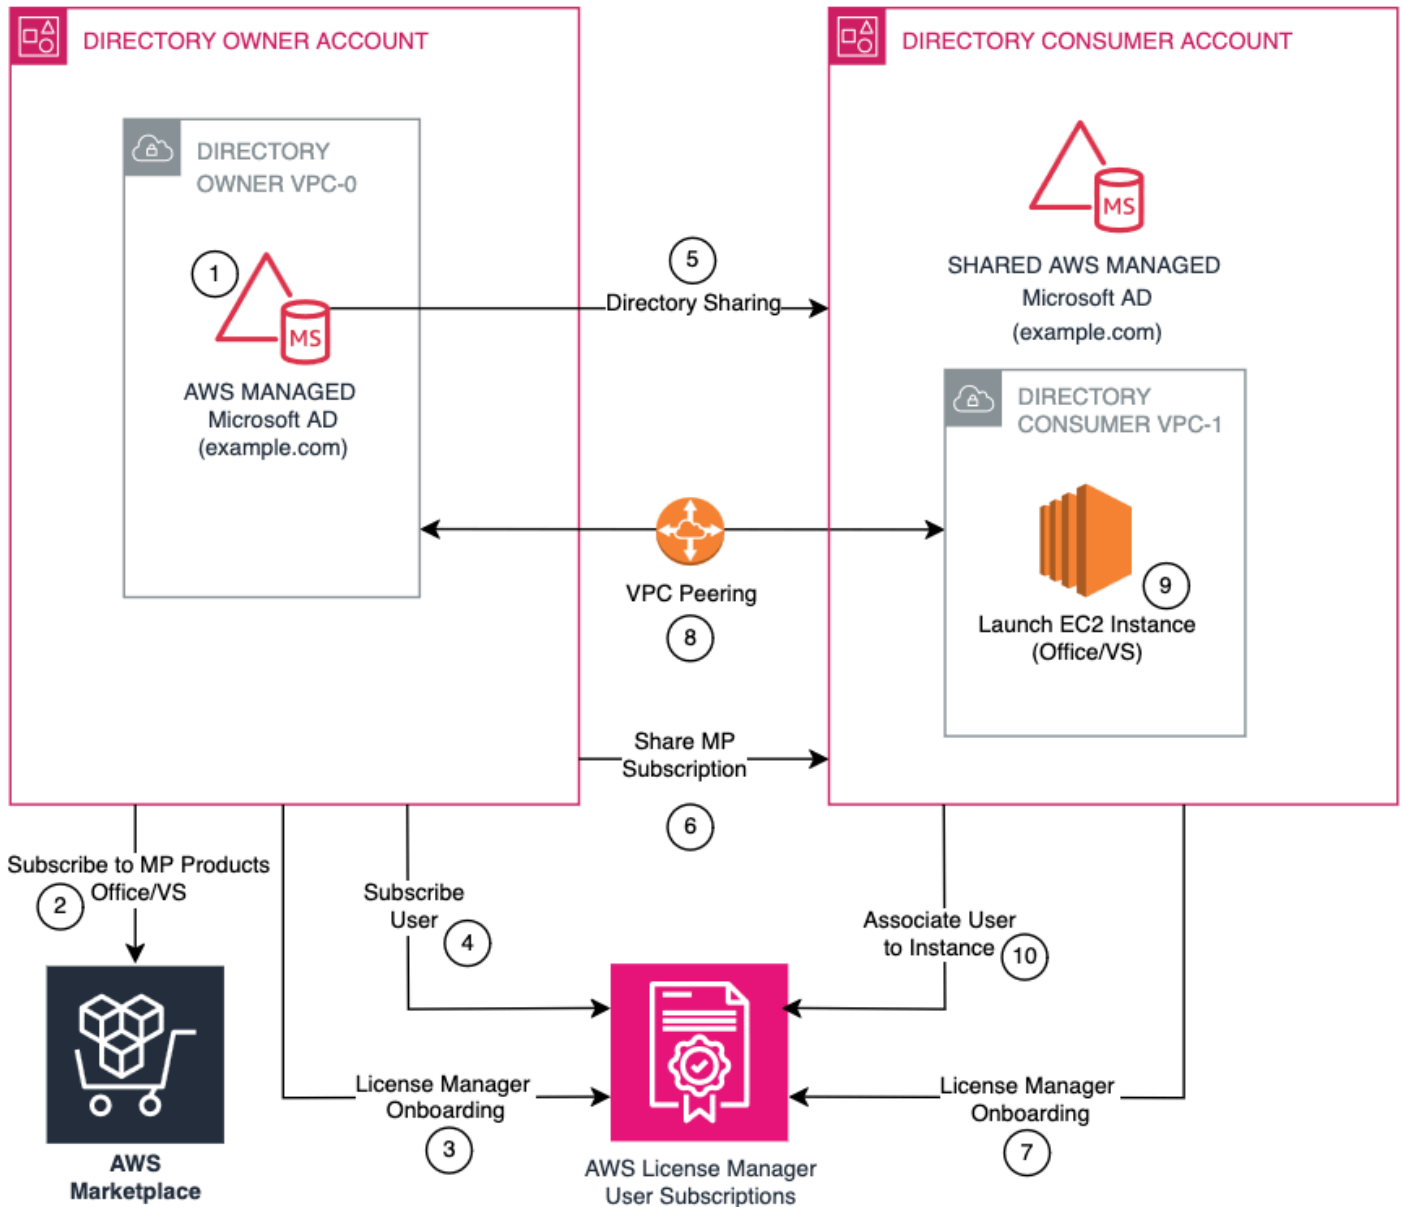 DIRECTORY OWNER ACCOUNT
DIRECTORY CONSUMER ACCOUNT
DIRECTORY
OWNER VPC-0
1
MS
AWS MANAGED
Microsoft AD
(example.com)
5
Directory Sharing
MS
SHARED AWS MANAGED
Microsoft AD
(example.com)
DIRECTORY
CONSUMER VPC-1
VPC Peering
8
9
Launch EC2 Instance
(Office/VS)
Share MP
Subscription
6
Subscribe to MP Products
Office/VS
2
Subscribe
User
4
Associate User
to Instance
10
License Manager
Onboarding
3
License Manager
Onboarding
7
AWS
Marketplace
AWS License Manager
User Subscriptions